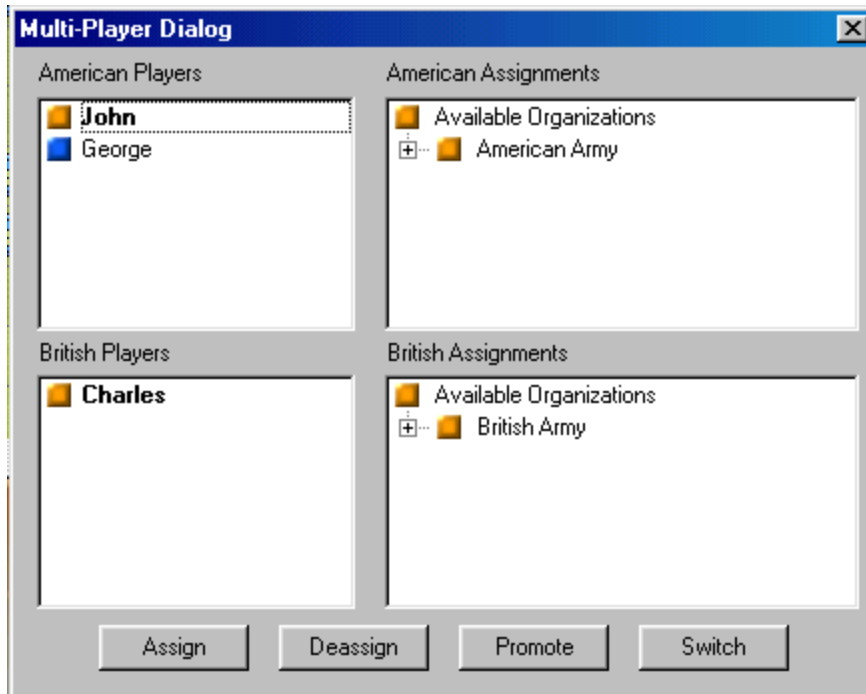 Multi-Player Dialog
American Players
John
George
American Assignments
Available Organizations
American Army
British Players
Charles
British Assignments
Available Organizations
British Army
Assign
Deassign
Promote
Switch